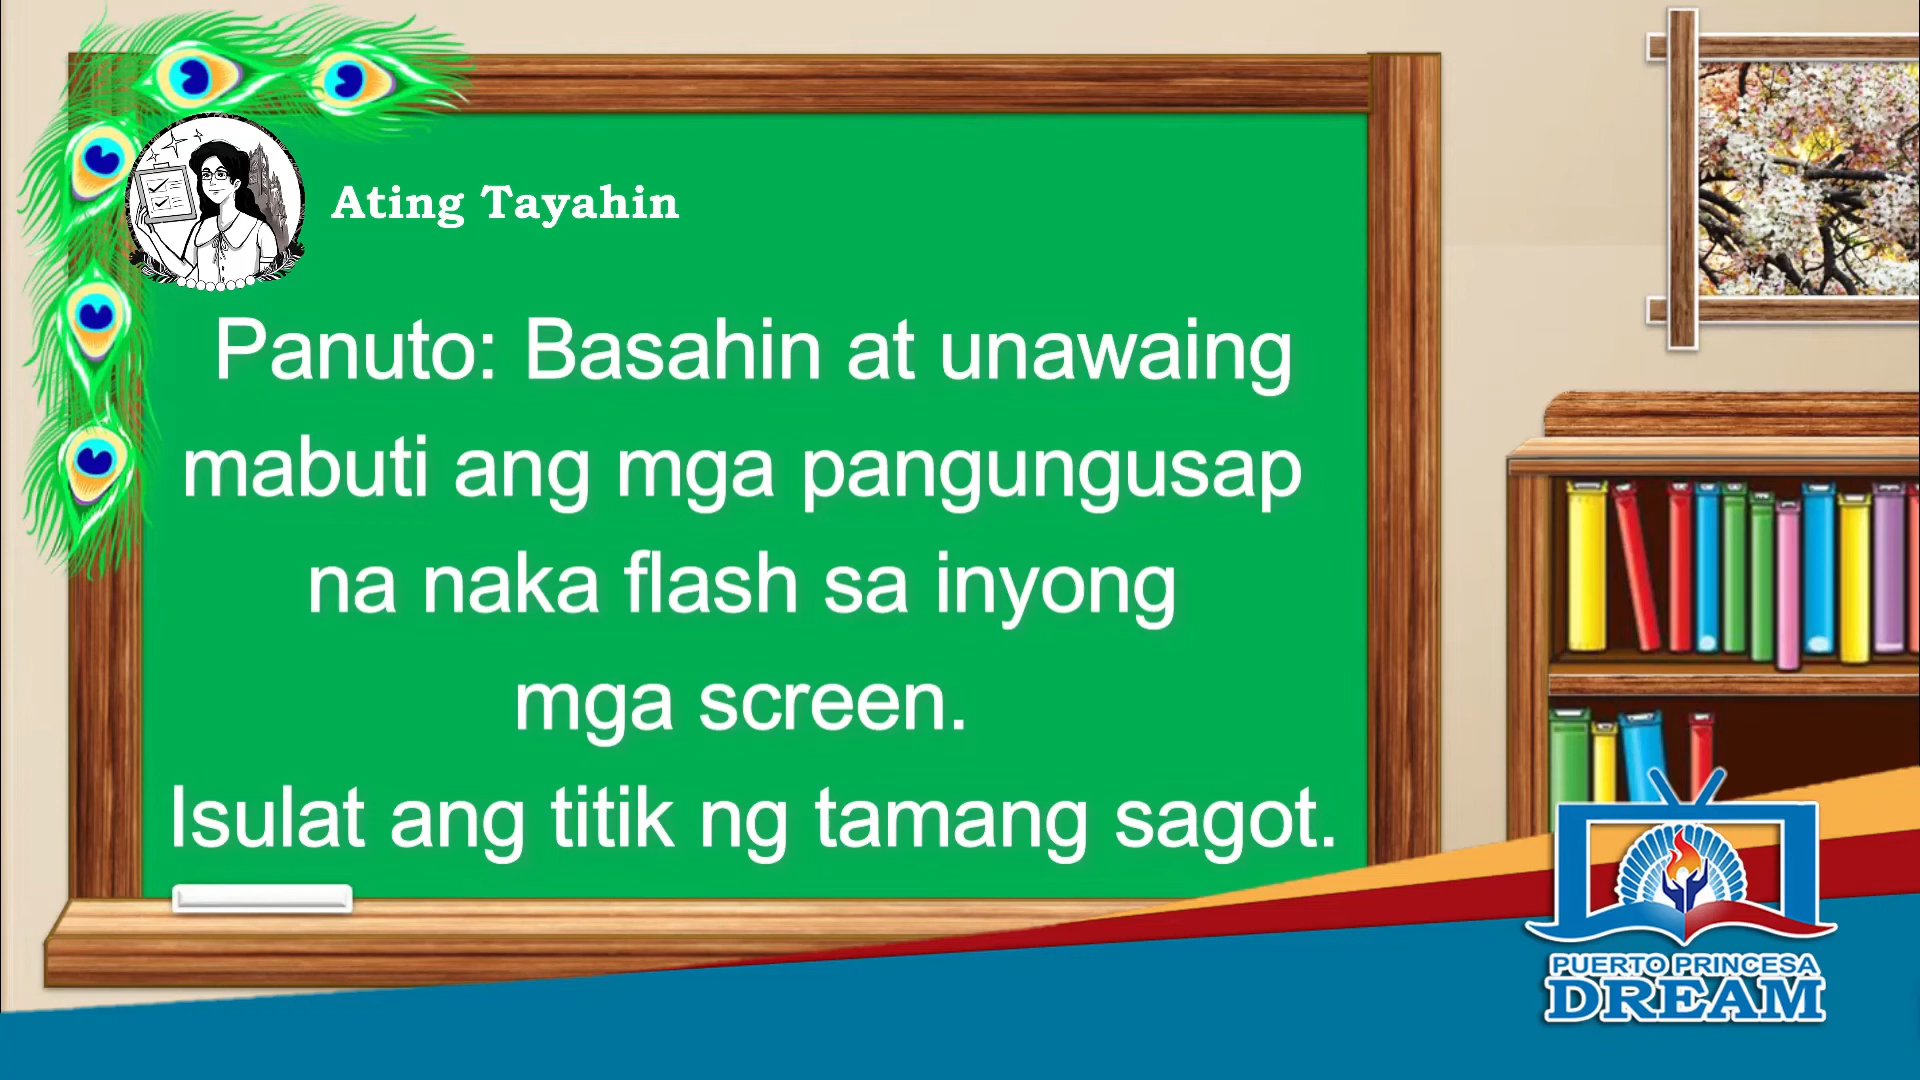 Ating Tayahin
Panuto: Basahin at unawaing
mabuti ang mga pangungusap
na naka flash sa inyong
mga screen.
Isulat ang titik ng tamang sagot.
PUERTO PRINCESA
DREAM